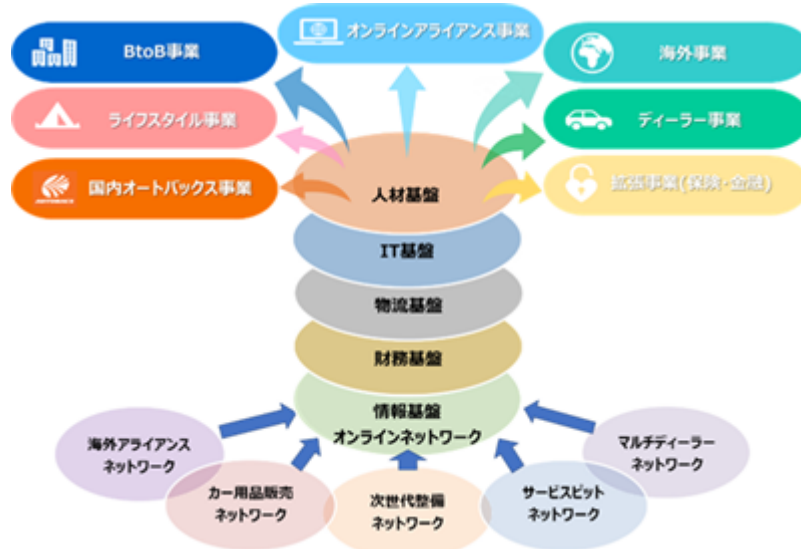 オンラインアライアンス事業
BtoB事業
海外事業
ライフスタイル事業
ディーラー事業
国内オートバックス事業
拡張事業(保険・金融)
人材基盤
IT基盤
物流基盤
財務基盤
情報基盤
オンラインネットワーク
海外アライアンス
ネットワーク
マルチディーラー
ネットワーク
カー用品販売
ネットワーク
次世代整備
ネットワーク
サービスピット
ネットワーク